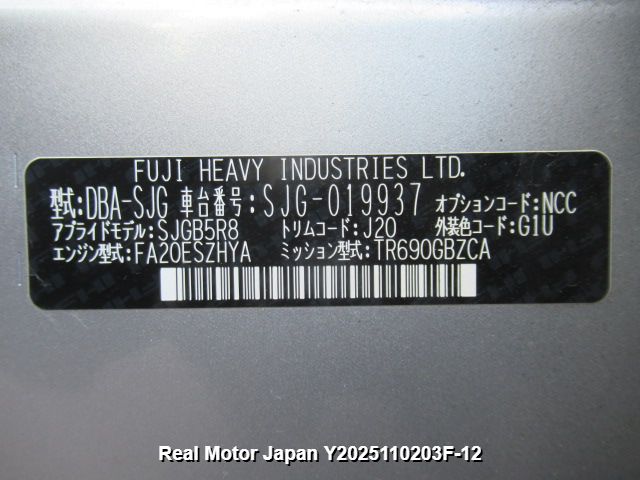 FUJI HEAVY INDUSTRIES LTD.
型式:DBA-SJG 車台番号:SJG-019937 オプションコード:NCC
アプライドモデル:SJGB5R8 トリムコード:J20 外装色コード:G1U
エンジン型式:FA20ESZHYA ミッション型式:TR690GBZCA
Real Motor Japan Y2025110203F-12